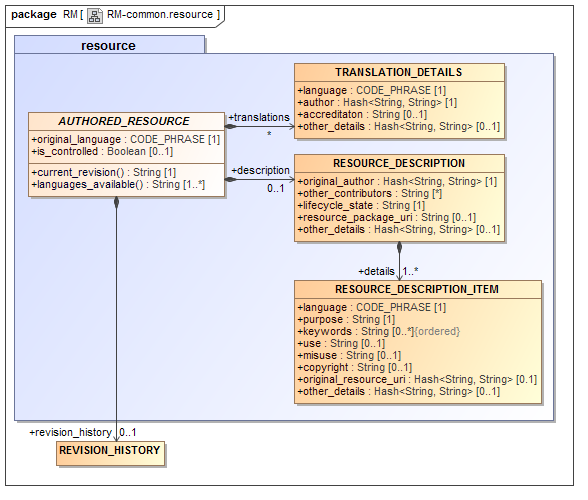 package RM [ RM-common.resource ]
resource
TRANSLATION_DETAILS
+language : CODE_PHRASE [1]
+author : Hash<String, String> [1]
+accreditaton : String [0..1]
+other_details : Hash<String, String> [0..1]
AUTHORED_RESOURCE
+original_language : CODE_PHRASE [1]
+is_controlled : Boolean [0..1]
+current_revision() : String [1]
+languages_available() : String [1..*]
+translations
*
+description
0..1
RESOURCE_DESCRIPTION
+original_author : Hash<String, String> [1]
+other_contributors : String [*]
+lifecycle_state : String [1]
+resource_package_uri : String [0..1]
+other_details : Hash<String, String> [0..1]
+details 1..*
RESOURCE_DESCRIPTION_ITEM
+language : CODE_PHRASE [1]
+purpose : String [1]
+keywords : String [0..*]{ordered}
+use : String [0..1]
+misuse : String [0..1]
+copyright : String [0..1]
+original_resource_uri : Hash<String, String> [0.1]
+other_details : Hash<String, String> [0..1]
+revision_history 0..1
REVISION_HISTORY